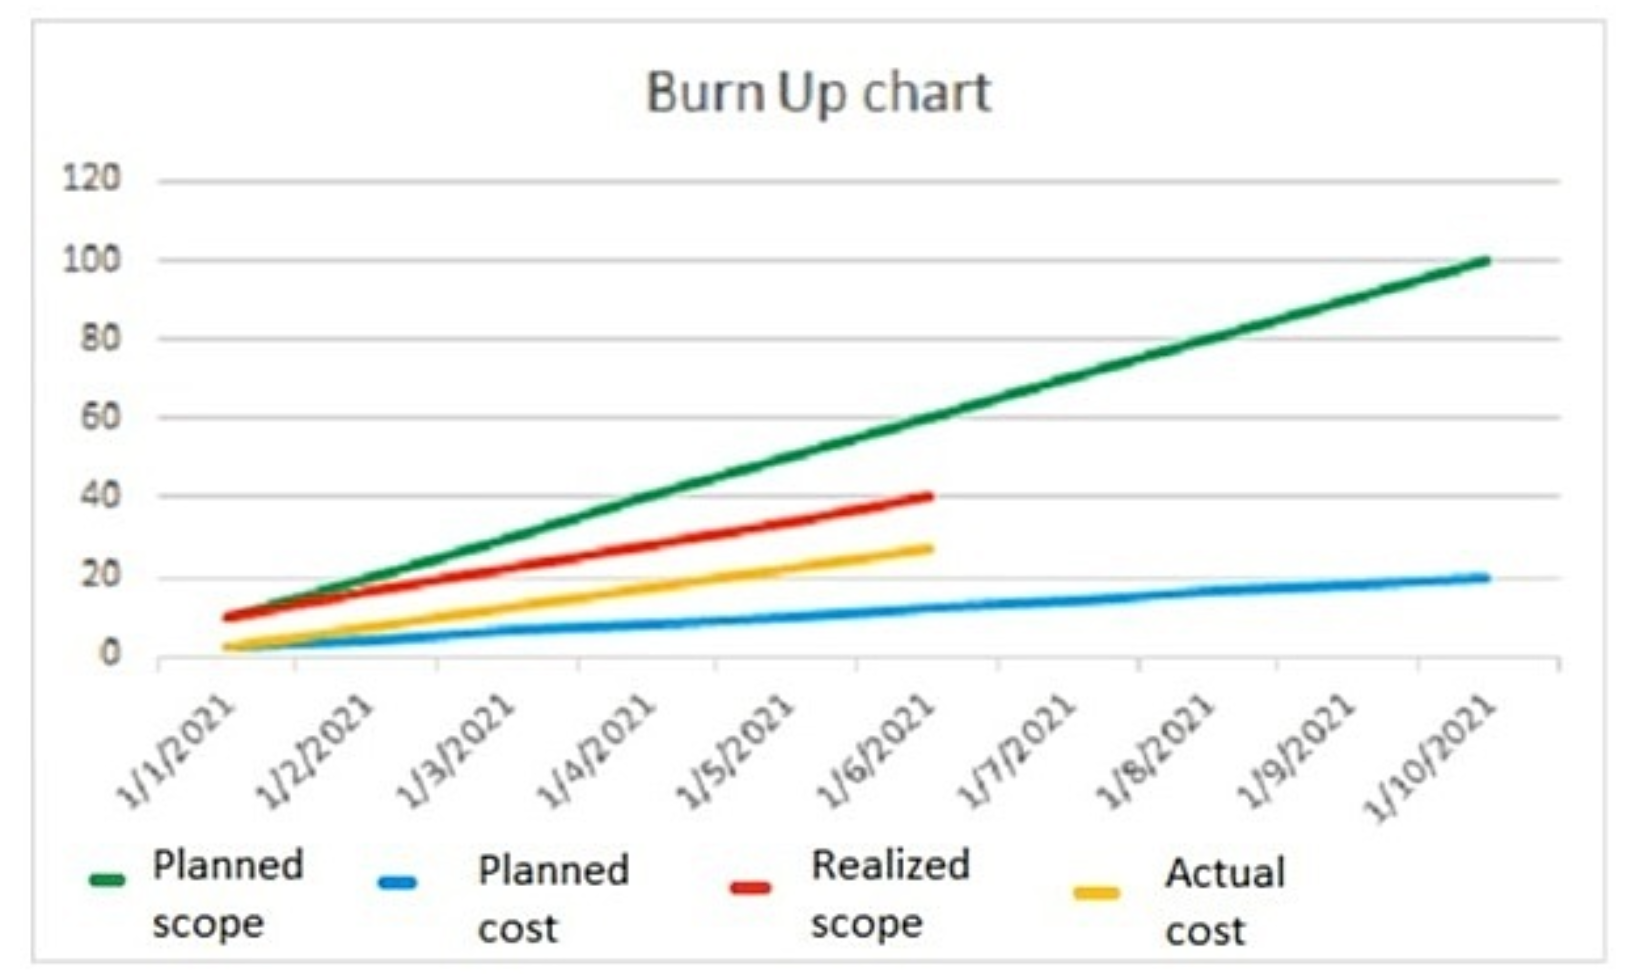 Burn Up chart
120
100
80
60
40
20
0
1/1/2021
1/2/2021
1/3/2021
1/4/2021
1/5/2021
1/6/2021
1/7/2021
1/8/2021
1/9/2021
1/10/2021
Planned
scope
Planned
cost
Realized
scope
Actual
cost